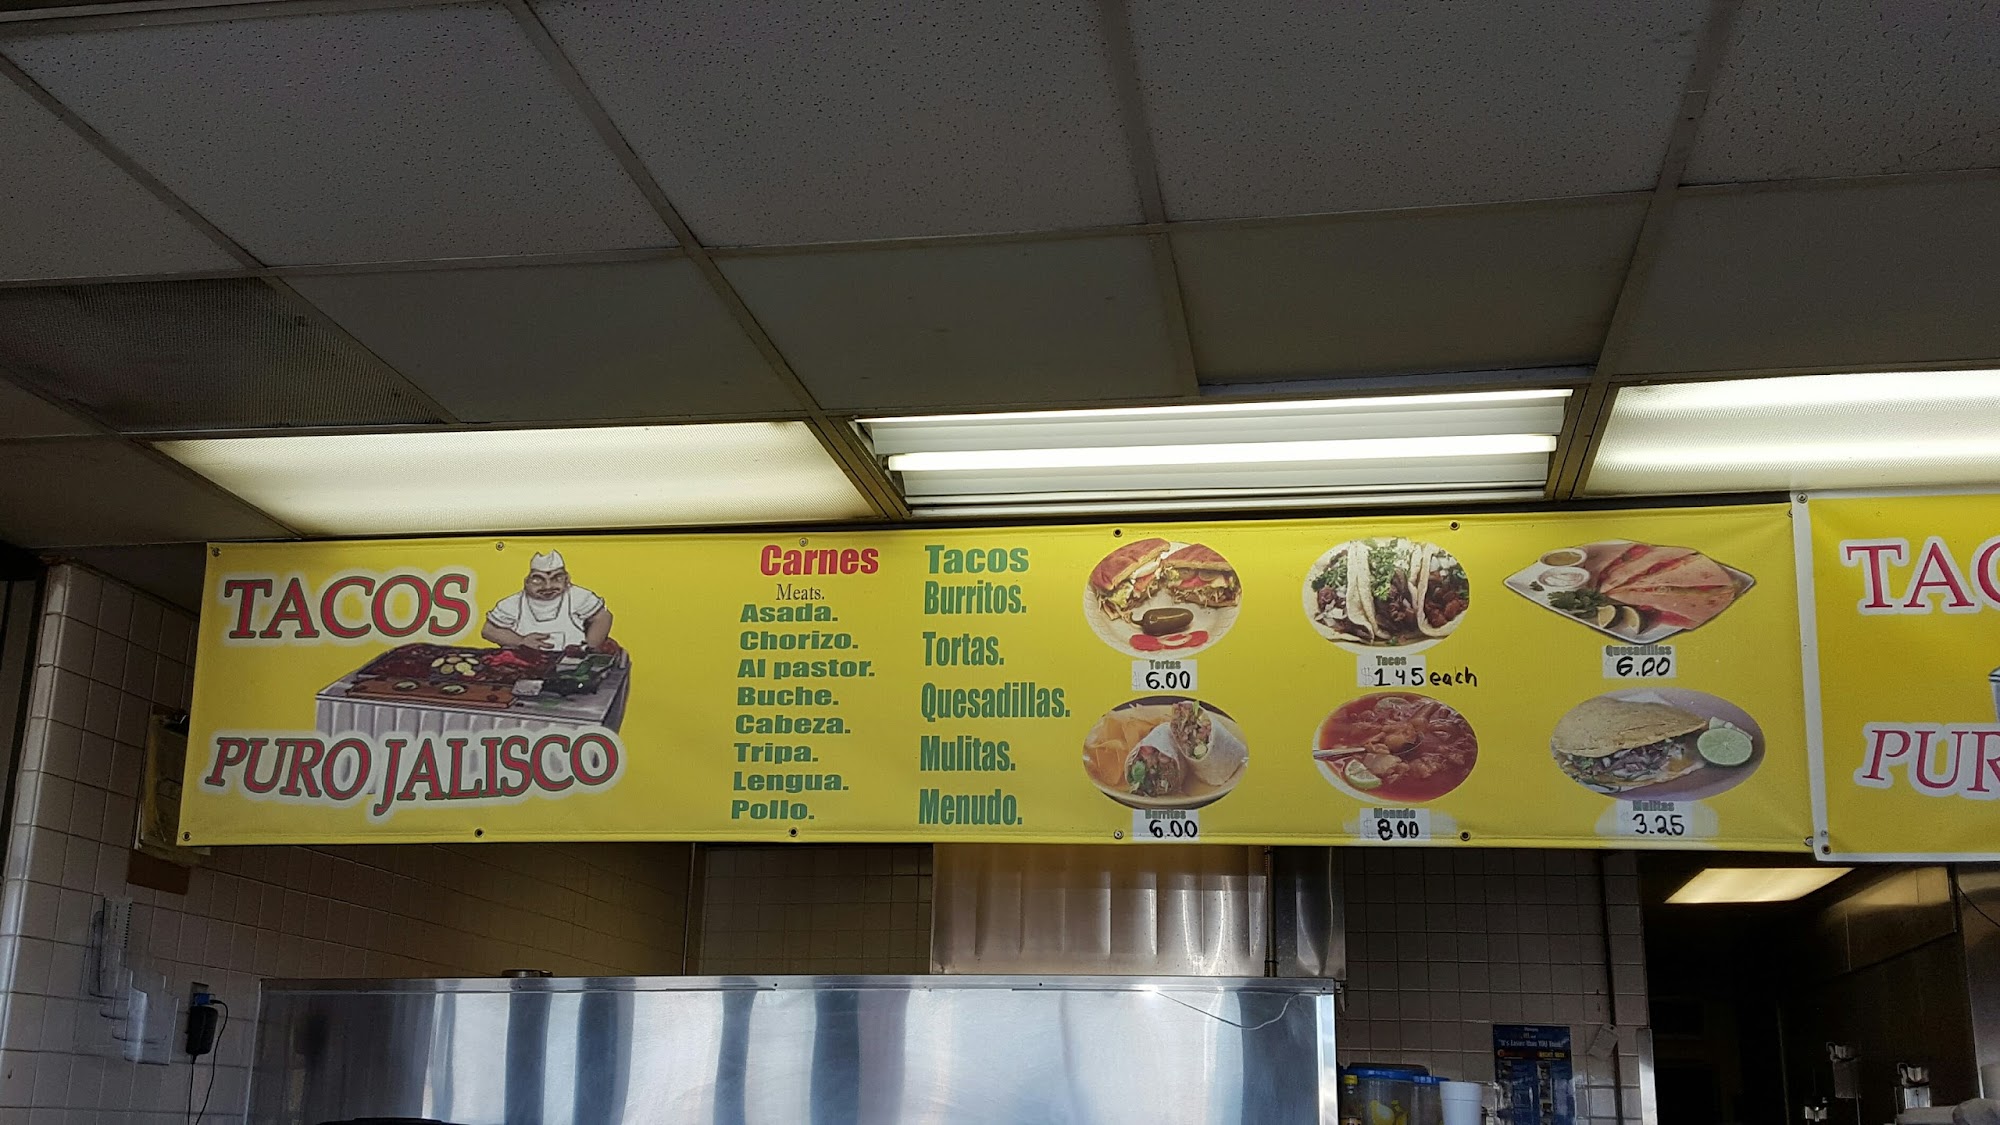 TACOS
PURO JALISCO
Carnes
Meats.
Asada.
Chorizo.
Al pastor.
Buche.
Cabeza.
Tripa.
Lengua.
Pollo.
Tacos
Burritos.
Tortas.
Quesadillas.
Mulitas.
Menudo.
Tortas
6.00
Tacos
$1.45 each
Quesadillas
6.00
Burritos
6.00
Menudo
8.00
Mulitas
3.25
TAC
PUR